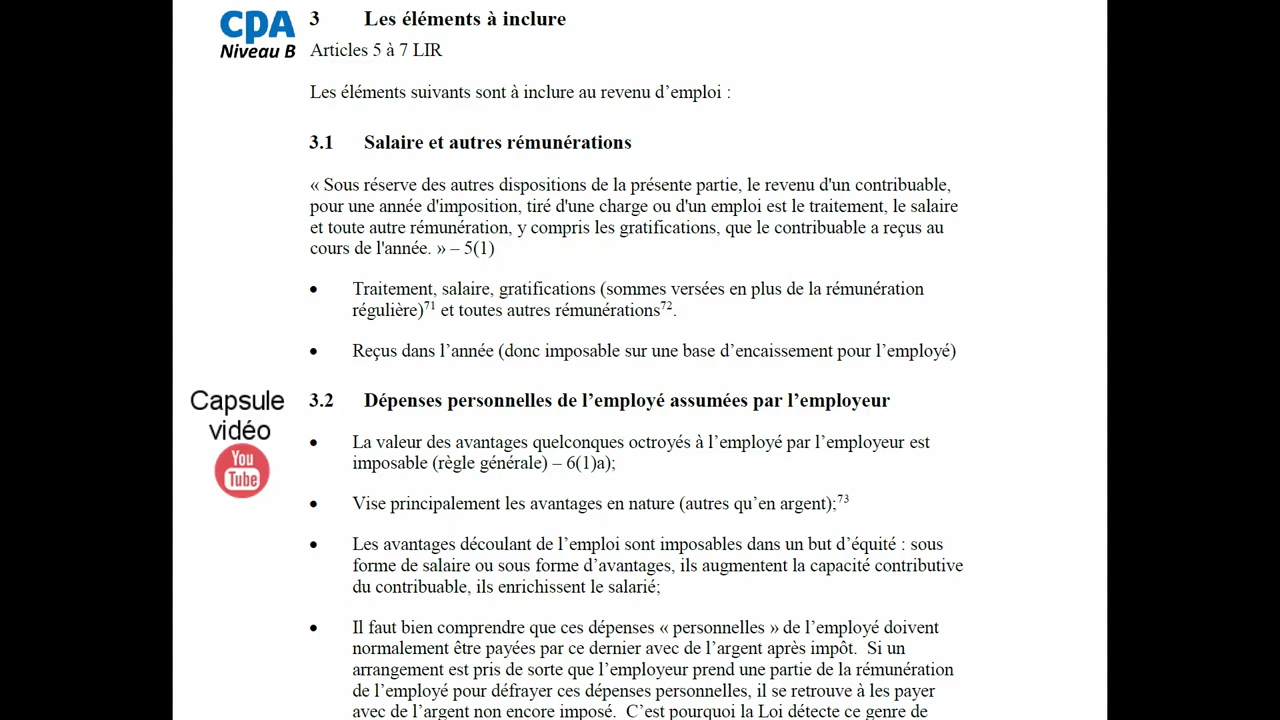 CPA
Niveau B
3 Les éléments à inclure
Articles 5 à 7 LIR
Les éléments suivants sont à inclure au revenu d’emploi :
3.1 Salaire et autres rémunérations
« Sous réserve des autres dispositions de la présente partie, le revenu d'un contribuable,
pour une année d'imposition, tiré d'une charge ou d'un emploi est le traitement, le salaire
et toute autre rémunération, y compris les gratifications, que le contribuable a reçus au
cours de l'année. » – 5(1)
• Traitement, salaire, gratifications (sommes versées en plus de la rémunération
régulière)71 et toutes autres rémunérations72.
• Reçus dans l’année (donc imposable sur une base d’encaissement pour l’employé)
Capsule
vidéo
You
Tube
3.2 Dépenses personnelles de l’employé assumées par l’employeur
• La valeur des avantages quelconques octroyés à l’employé par l’employeur est
imposable (règle générale) – 6(1)a);
• Vise principalement les avantages en nature (autres qu’en argent);73
• Les avantages découlant de l’emploi sont imposables dans un but d’équité : sous
forme de salaire ou sous forme d’avantages, ils augmentent la capacité contributive
du contribuable, ils enrichissent le salarié;
• Il faut bien comprendre que ces dépenses « personnelles » de l’employé doivent
normalement être payées par ce dernier avec de l’argent après impôt. Si un
arrangement est pris de sorte que l’employeur prend une partie de la rémunération
de l’employé pour défrayer ces dépenses personnelles, il se retrouve à les payer
avec de l’argent non encore imposé. C’est pourquoi la Loi détecte ce genre de